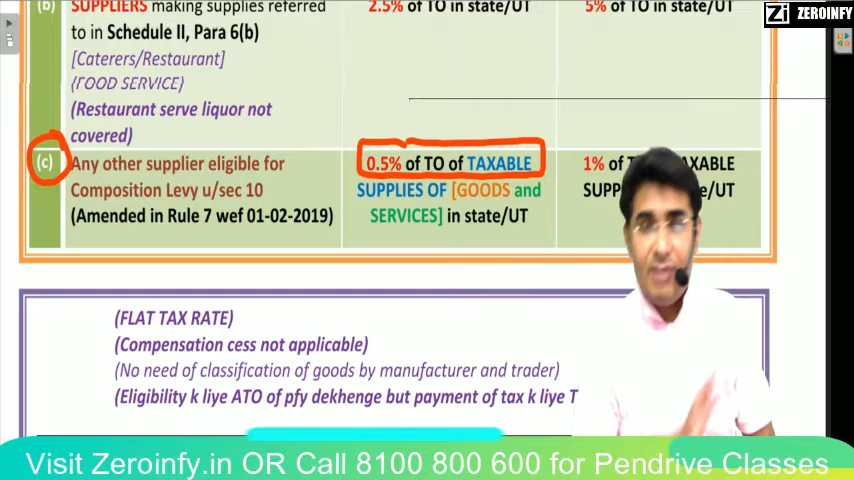 (b) SUPPLIERS making supplies referred 2.5% of TO in state/UT 5% of TO in state/UT
Zi ZEROINFY
to in Schedule II, Para 6(b)
[Caterers/Restaurant]
(FOOD SERVICE)
(Restaurant serve liquor not
covered)
(c) Any other supplier eligible for 0.5% of TO of TAXABLE 1% of TAXABLE
Composition Levy u/sec 10 SUPPLIES OF [GOODS and
(Amended in Rule 7 wef 01-02-2019) SERVICES] in state/UT
(FLAT TAX RATE)
(Compensation cess not applicable)
(No need of classification of goods by manufacturer and trader)
(Eligibility k liye ATO of pfy dekhenge but payment of tax k liye T
Visit Zeroinfy.in OR Call 8100 800 600 for Pendrive Classes